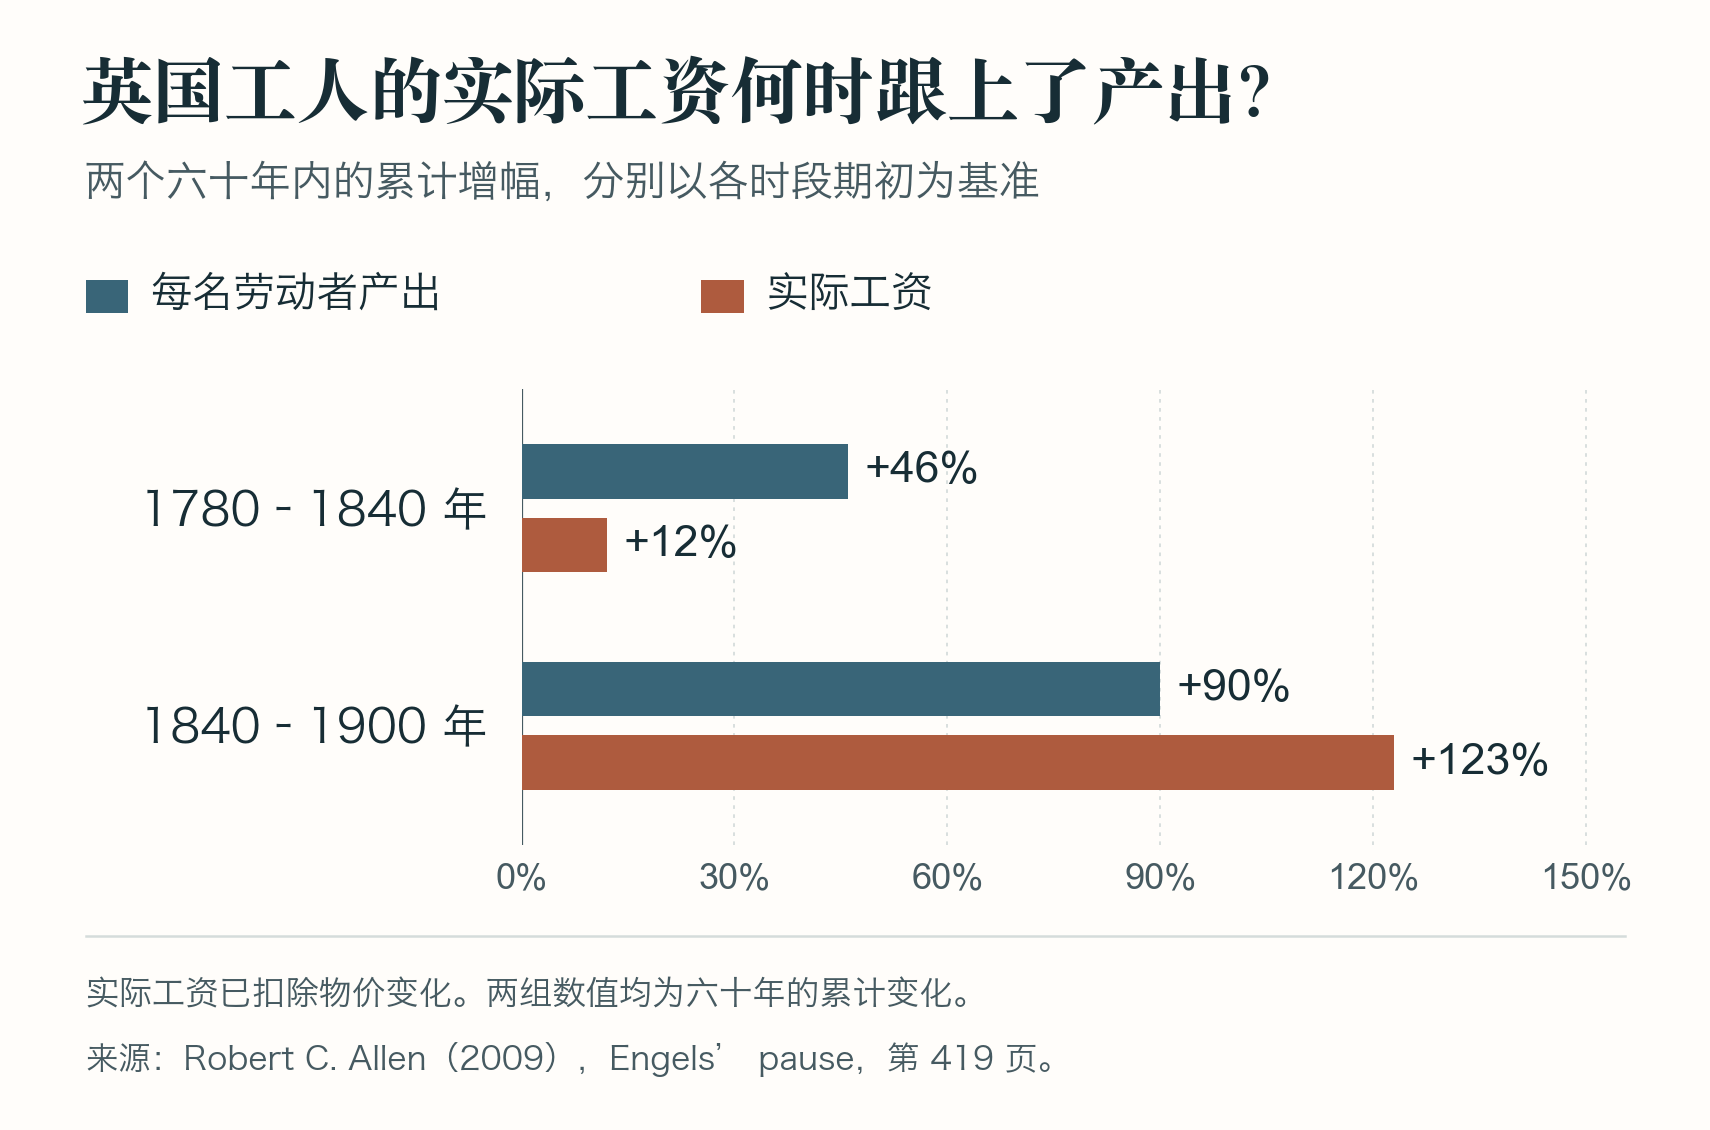 英国工人的实际工资何时跟上了产出?
两个六十年内的累计增幅，分别以各时段期初为基准
每名劳动者产出
实际工资
1780 - 1840 年
+46%
+12%
1840 - 1900 年
+90%
+123%
0% 30% 60% 90% 120% 150%
实际工资已扣除物价变化。两组数值均为六十年的累计变化。
来源：Robert C. Allen（2009），Engels’ pause，第 419 页。